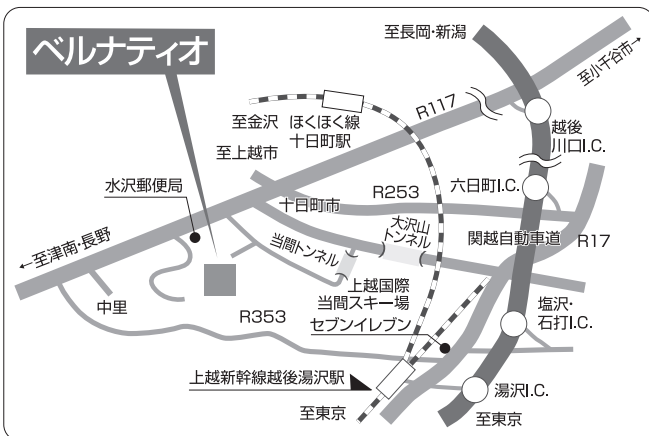 ベルナティオ
至長岡・新潟
至小千谷市→
R117
至金沢
ほくほく線
十日町駅
至上越市
越後
川口I.C.
水沢郵便局
R253
六日町I.C.
十日町市
大沢山
トンネル
関越自動車道
R17
←至津南・長野
当間トンネル
上越国際
当間スキー場
中里
R353
セブンイレブン
塩沢・
石打I.C.
上越新幹線越後湯沢駅
湯沢I.C.
至東京
至東京